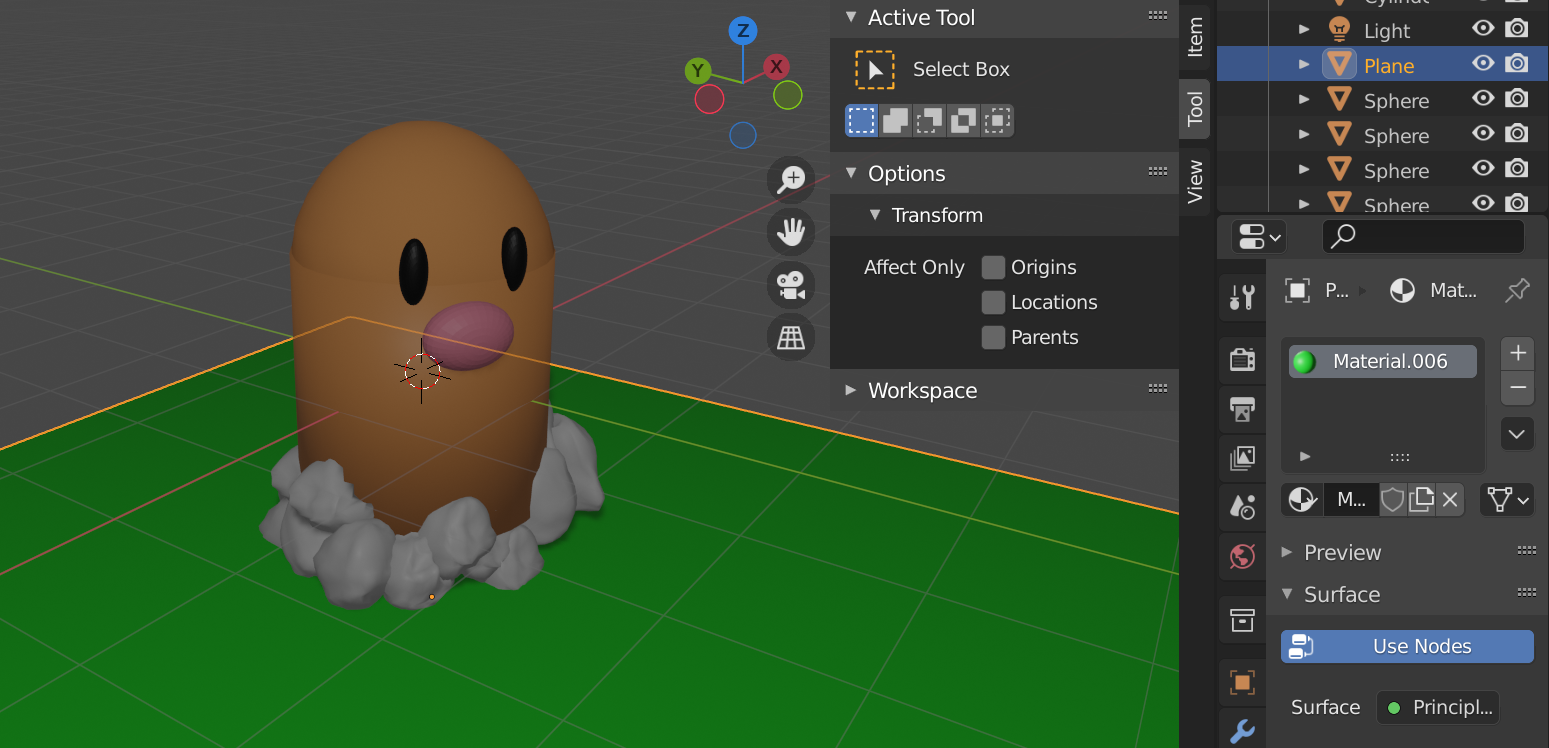 Z
Y
X
Active Tool
Select Box
Options
Transform
Affect Only
Origins
Locations
Parents
Workspace
Item
Tool
View
Light
Plane
Sphere
Sphere
Sphere
Sphere
P...
Mat...
Material.006
M...
Preview
Surface
Use Nodes
Surface
Principl...